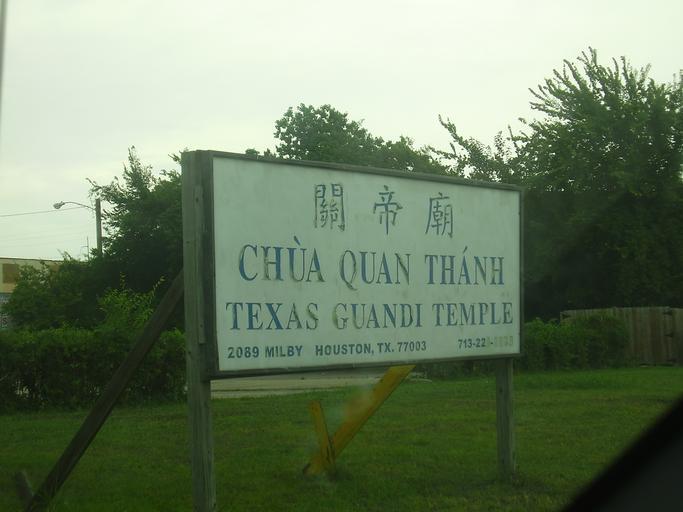 關帝廟
CHÙA QUAN THÁNH
TEXAS GUANDI TEMPLE
2089 MILBY HOUSTON, TX. 77003